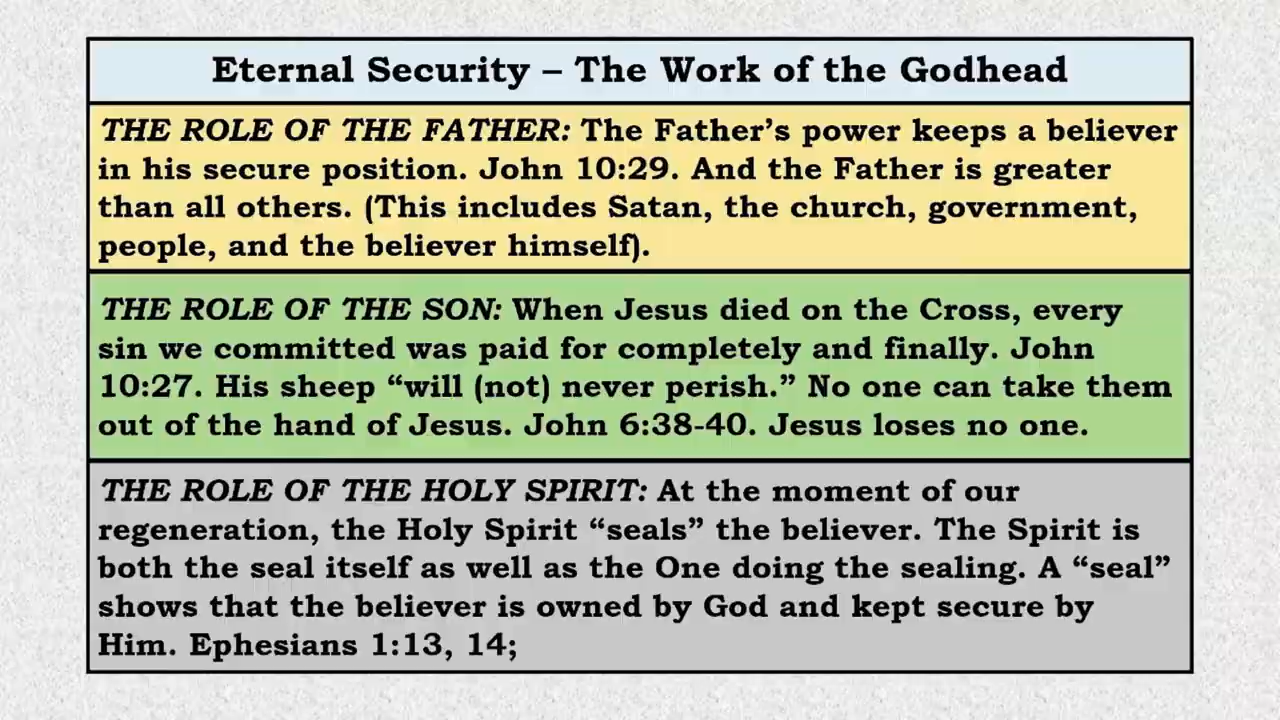 Eternal Security – The Work of the Godhead
THE ROLE OF THE FATHER: The Father’s power keeps a believer
in his secure position. John 10:29. And the Father is greater
than all others. (This includes Satan, the church, government,
people, and the believer himself).
THE ROLE OF THE SON: When Jesus died on the Cross, every
sin we committed was paid for completely and finally. John
10:27. His sheep “will (not) never perish.” No one can take them
out of the hand of Jesus. John 6:38-40. Jesus loses no one.
THE ROLE OF THE HOLY SPIRIT: At the moment of our
regeneration, the Holy Spirit “seals” the believer. The Spirit is
both the seal itself as well as the One doing the sealing. A “seal”
shows that the believer is owned by God and kept secure by
Him. Ephesians 1:13, 14;